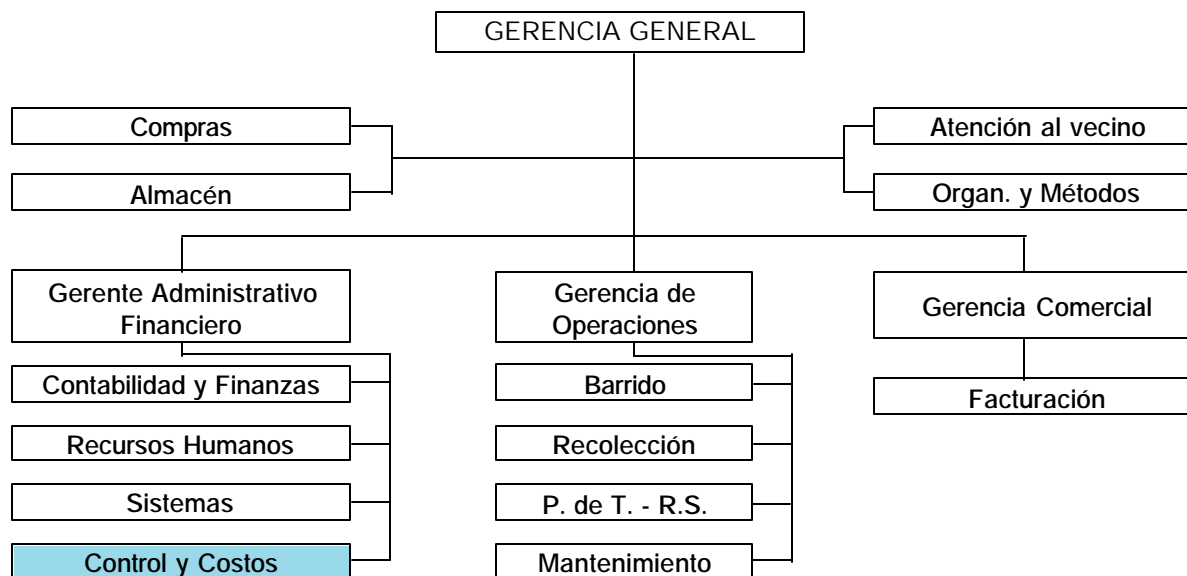 GERENCIA GENERAL
Compras
Atención al vecino
Almacén
Organ. y Métodos
Gerente Administrativo
Financiero
Gerencia de
Operaciones
Gerencia Comercial
Contabilidad y Finanzas
Barrido
Facturación
Recursos Humanos
Recolección
Sistemas
P. de T. - R.S.
Control y Costos
Mantenimiento